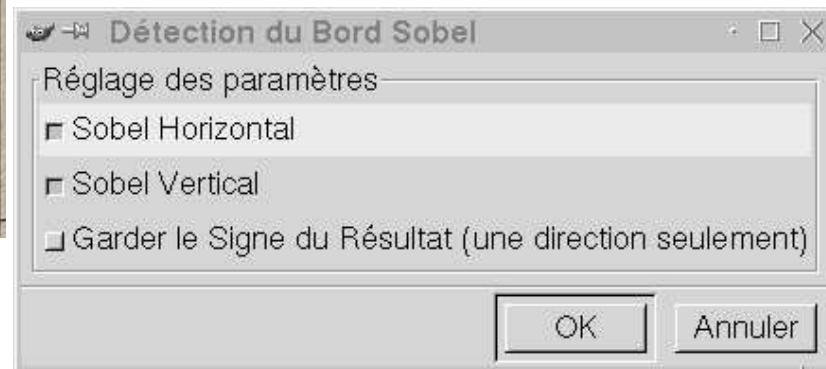 Détection du Bord Sobel
Réglage des paramètres
Sobel Horizontal
Sobel Vertical
Garder le Signe du Résultat (une direction seulement)
OK Annuler